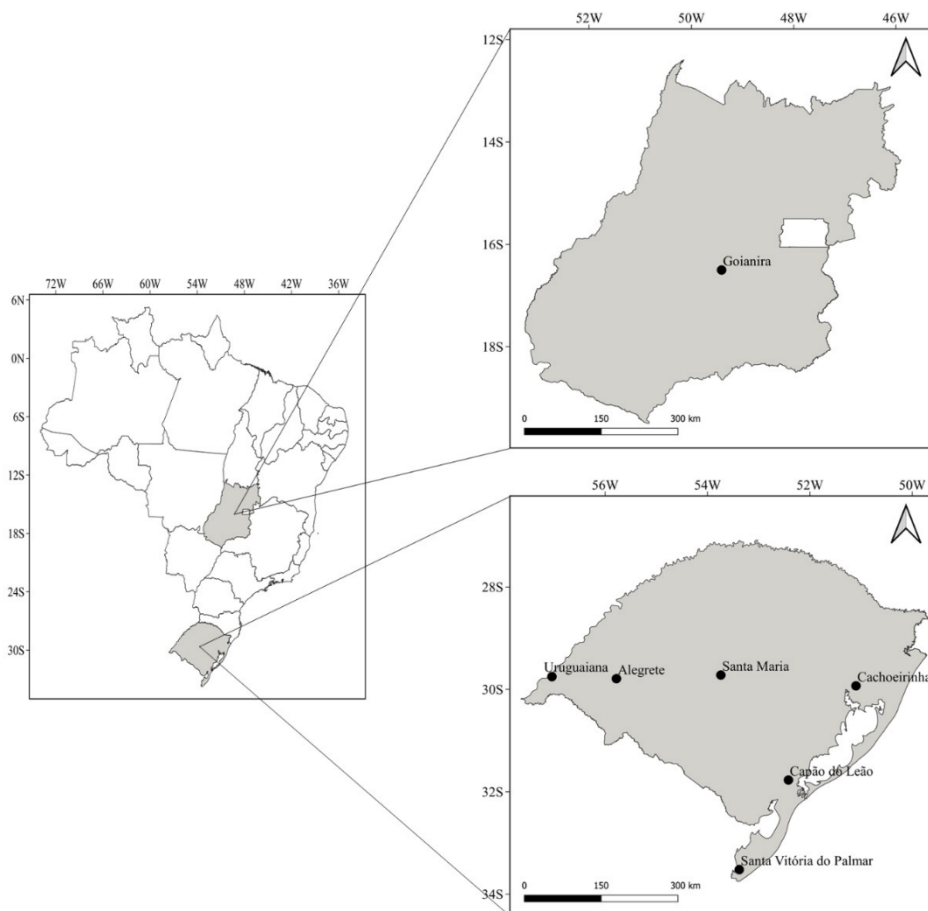 52W 50W 48W 46W
12S
14S
16S
18S
Goianira
0 150 300 km
72W 66W 60W 54W 48W 42W 36W
6N
0N
6S
12S
18S
24S
30S
56W 54W 52W 50W
28S
30S
32S
34S
Uruguaiana
Alegrete
Santa Maria
Cachoeirinha
Capão do Leão
Santa Vitória do Palmar
0 150 300 km